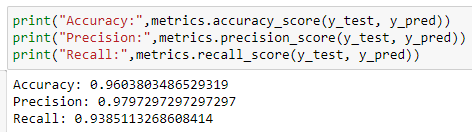 print("Accuracy:",metrics.accuracy_score(y_test, y_pred))
print("Precision:",metrics.precision_score(y_test, y_pred))
print("Recall:",metrics.recall_score(y_test, y_pred))
Accuracy: 0.9603803486529319
Precision: 0.9797297297297297
Recall: 0.9385113268608414